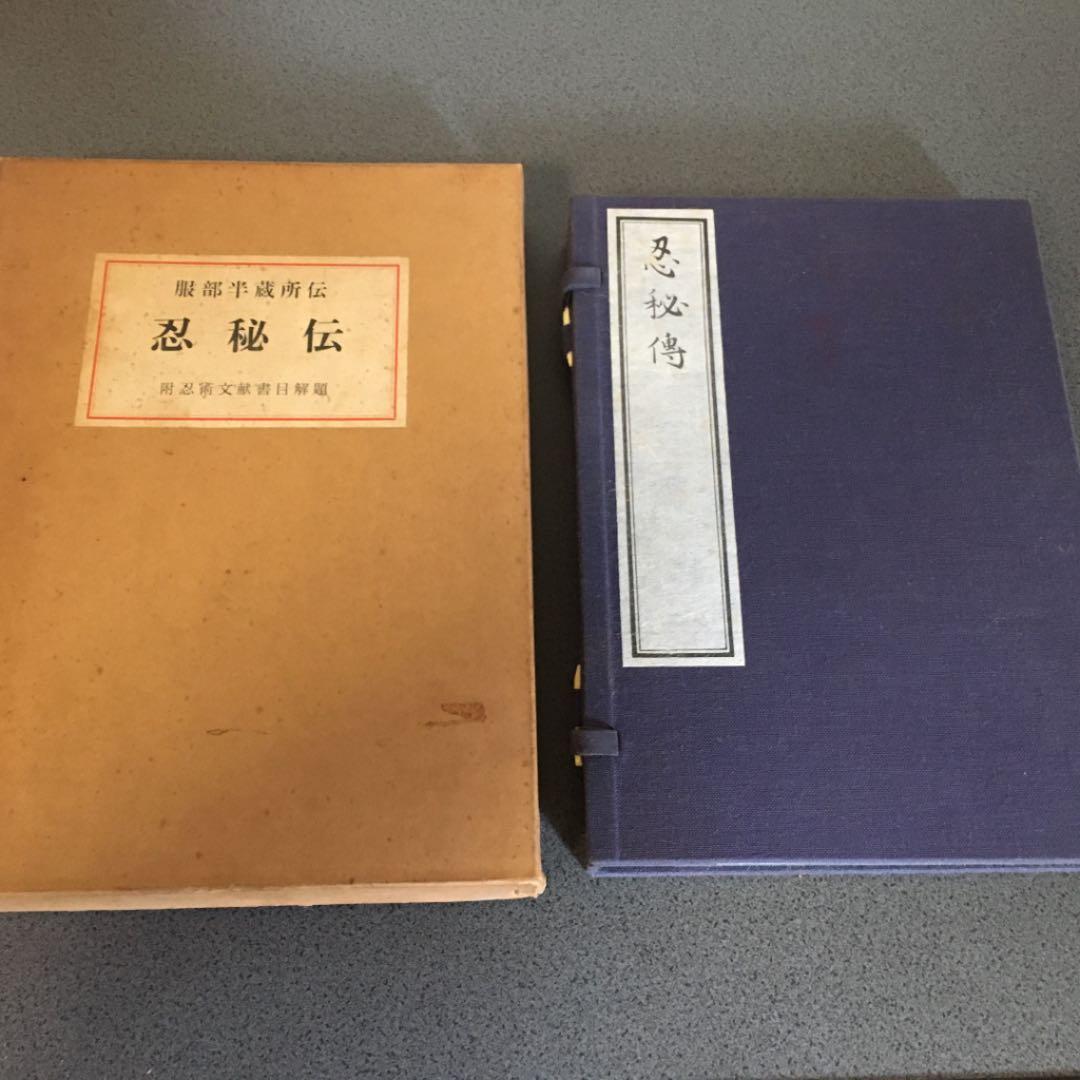 服部半蔵所伝
忍秘伝
附忍術文献書目解題
忍秘傳